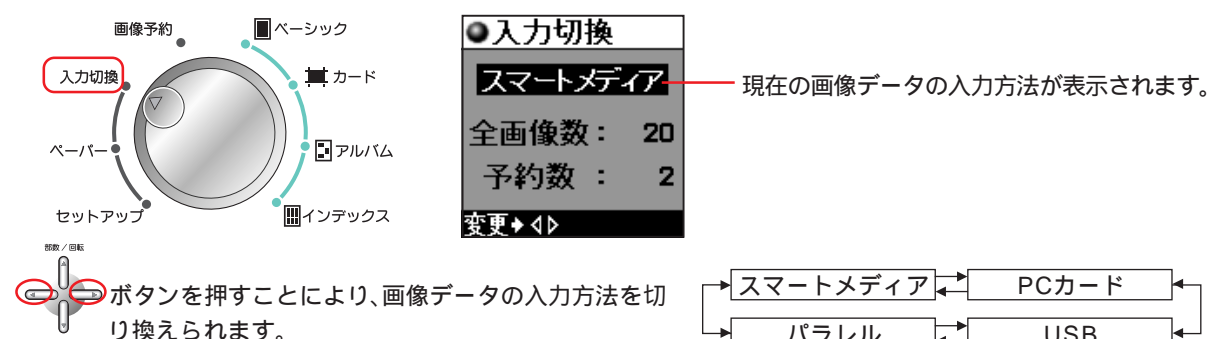 画像予約
ベーシック
入力切換
カード
ペーパー
アルバム
セットアップ
インデックス
入力切換
スマートメディア
全画像数： 20
予約数 ： 2
変更
現在の画像データの入力方法が表示されます。
部数／回転
ボタンを押すことにより、画像データの入力方法を切
り換えられます。
スマートメディア
PCカード
パラレル
USB